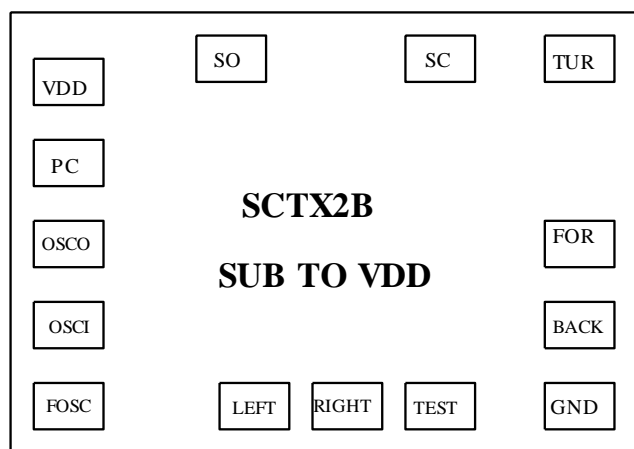 SO SC TUR
VDD
PC
SCTX2B
OSCO FOR
SUB TO VDD
OSCI BACK
FOSC LEFT RIGHT TEST GND